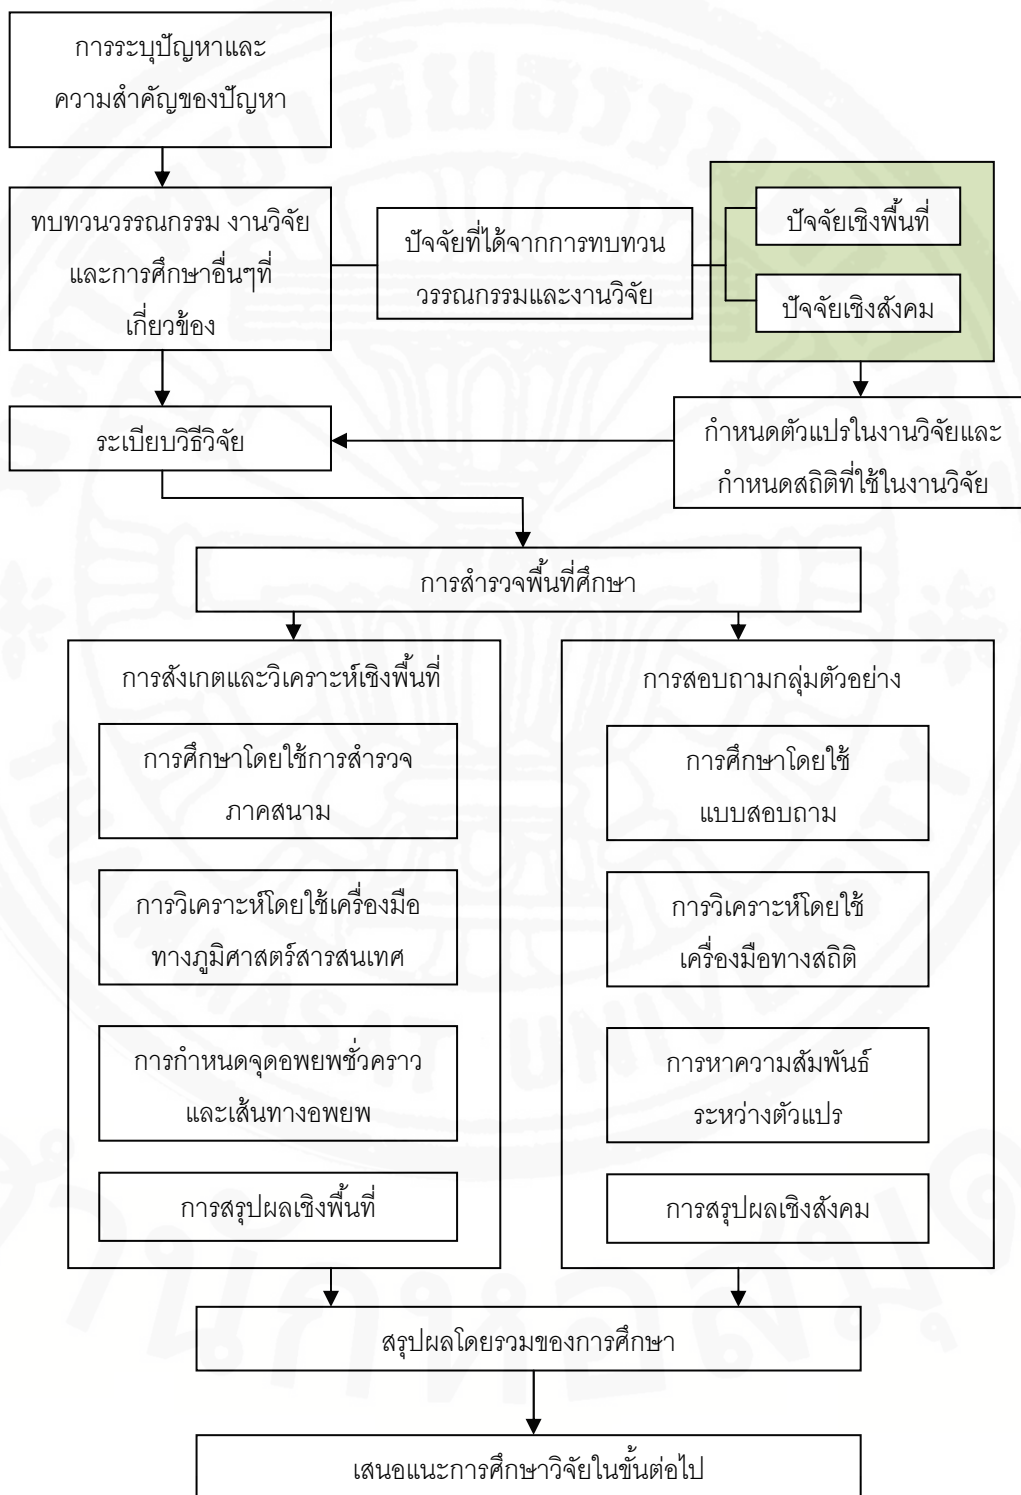 การระบุปัญหาและ
ความสำคัญของปัญหา
ทบทวนวรรณกรรม งานวิจัย
และการศึกษาอื่นๆที่
เกี่ยวข้อง
ปัจจัยที่ได้จากการทบทวน
วรรณกรรมและงานวิจัย
ปัจจัยเชิงพื้นที่
ปัจจัยเชิงสังคม
ระเบียบวิธีวิจัย
กำหนดตัวแปรในงานวิจัยและ
กำหนดสถิติที่ใช้ในงานวิจัย
การสำรวจพื้นที่ศึกษา
การสังเกตและวิเคราะห์เชิงพื้นที่
การศึกษาโดยใช้การสำรวจ
ภาคสนาม
การวิเคราะห์โดยใช้เครื่องมือ
ทางภูมิศาสตร์สารสนเทศ
การกำหนดจุดอพยพชั่วคราว
และเส้นทางอพยพ
การสรุปผลเชิงพื้นที่
การสอบถามกลุ่มตัวอย่าง
การศึกษาโดยใช้
แบบสอบถาม
การวิเคราะห์โดยใช้
เครื่องมือทางสถิติ
การหาความสัมพันธ์
ระหว่างตัวแปร
การสรุปผลเชิงสังคม
สรุปผลโดยรวมของการศึกษา
เสนอแนะการศึกษาวิจัยในขั้นต่อไป
THAMMASAT UNIVERSITY
สำนักหอสมุด